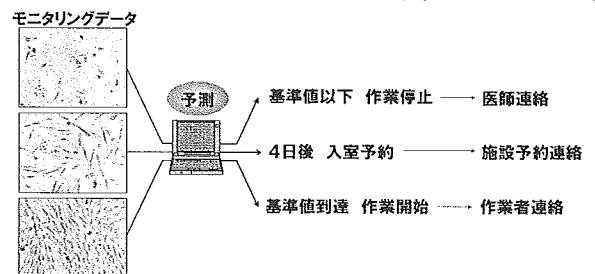 モニタリングデータ
予測
基準値以下 作業停止 医師連絡
4日後 入室予約 施設予約連絡
基準値到達 作業開始 作業者連絡